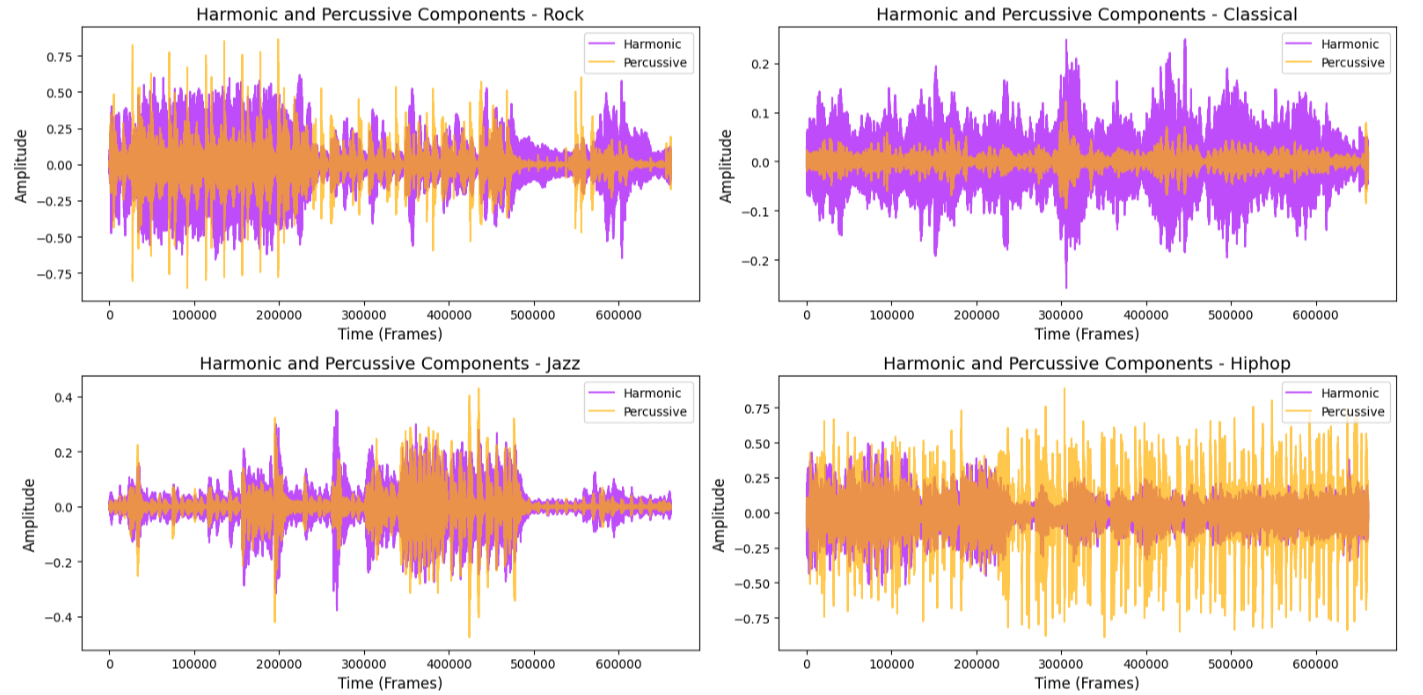 Harmonic and Percussive Components - Rock
Amplitude
0.75
0.50
0.25
0.00
−0.25
−0.50
−0.75
Harmonic
Percussive
0 100000 200000 300000 400000 500000 600000
Time (Frames)
Harmonic and Percussive Components - Classical
Amplitude
0.2
0.1
0.0
−0.1
−0.2
Harmonic
Percussive
0 100000 200000 300000 400000 500000 600000
Time (Frames)
Harmonic and Percussive Components - Jazz
Amplitude
0.4
0.2
0.0
−0.2
−0.4
Harmonic
Percussive
0 100000 200000 300000 400000 500000 600000
Time (Frames)
Harmonic and Percussive Components - Hiphop
Amplitude
0.75
0.50
0.25
0.00
−0.25
−0.50
−0.75
Harmonic
Percussive
0 100000 200000 300000 400000 500000 600000
Time (Frames)